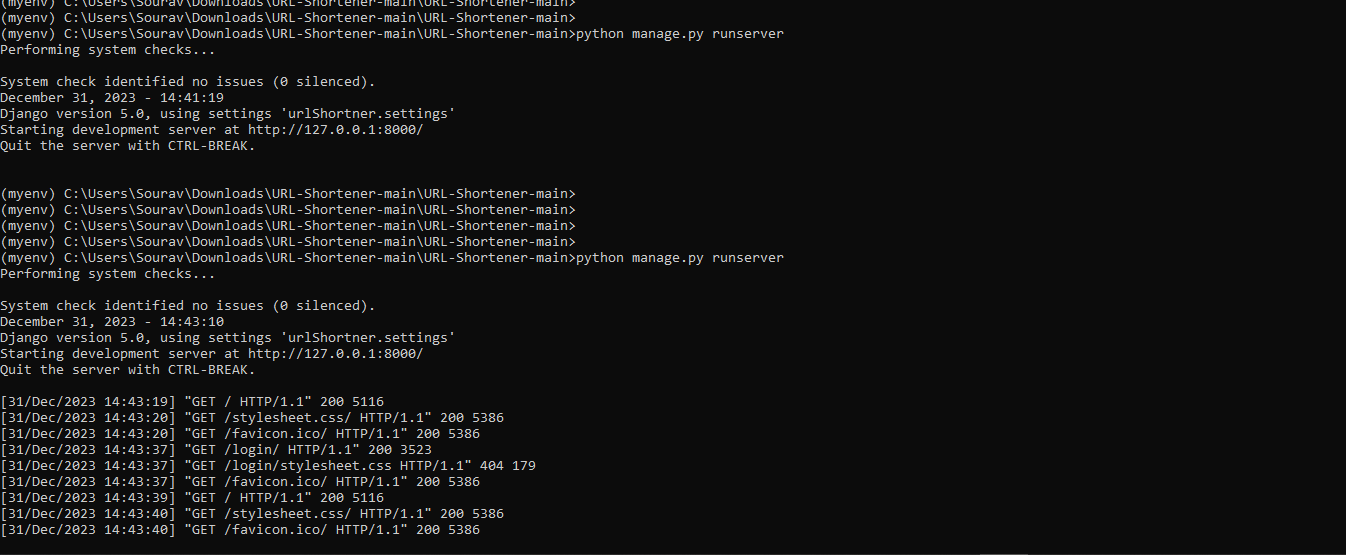 (myenv) C:\Users\Sourav\Downloads\URL-Shortener-main\URL-Shortener-main>
(myenv) C:\Users\Sourav\Downloads\URL-Shortener-main\URL-Shortener-main>
(myenv) C:\Users\Sourav\Downloads\URL-Shortener-main\URL-Shortener-main>python manage.py runserver
Performing system checks...
System check identified no issues (0 silenced).
December 31, 2023 - 14:41:19
Django version 5.0, using settings 'urlShortner.settings'
Starting development server at http://127.0.0.1:8000/
Quit the server with CTRL-BREAK.
(myenv) C:\Users\Sourav\Downloads\URL-Shortener-main\URL-Shortener-main>
(myenv) C:\Users\Sourav\Downloads\URL-Shortener-main\URL-Shortener-main>
(myenv) C:\Users\Sourav\Downloads\URL-Shortener-main\URL-Shortener-main>
(myenv) C:\Users\Sourav\Downloads\URL-Shortener-main\URL-Shortener-main>
(myenv) C:\Users\Sourav\Downloads\URL-Shortener-main\URL-Shortener-main>python manage.py runserver
Performing system checks...
System check identified no issues (0 silenced).
December 31, 2023 - 14:43:10
Django version 5.0, using settings 'urlShortner.settings'
Starting development server at http://127.0.0.1:8000/
Quit the server with CTRL-BREAK.
[31/Dec/2023 14:43:19] "GET / HTTP/1.1" 200 5116
[31/Dec/2023 14:43:20] "GET /stylesheet.css/ HTTP/1.1" 200 5386
[31/Dec/2023 14:43:20] "GET /favicon.ico/ HTTP/1.1" 200 5386
[31/Dec/2023 14:43:37] "GET /login/ HTTP/1.1" 200 3523
[31/Dec/2023 14:43:37] "GET /login/stylesheet.css HTTP/1.1" 404 179
[31/Dec/2023 14:43:37] "GET /favicon.ico/ HTTP/1.1" 200 5386
[31/Dec/2023 14:43:39] "GET / HTTP/1.1" 200 5116
[31/Dec/2023 14:43:40] "GET /stylesheet.css/ HTTP/1.1" 200 5386
[31/Dec/2023 14:43:40] "GET /favicon.ico/ HTTP/1.1" 200 5386